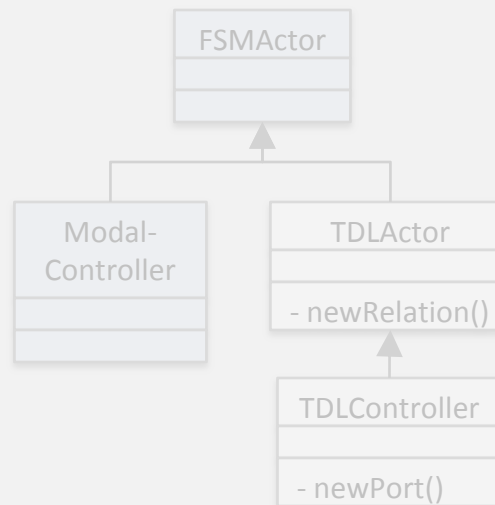 FSMActor
Modal-
Controller
TDLActor
- newRelation()
TDLController
- newPort()